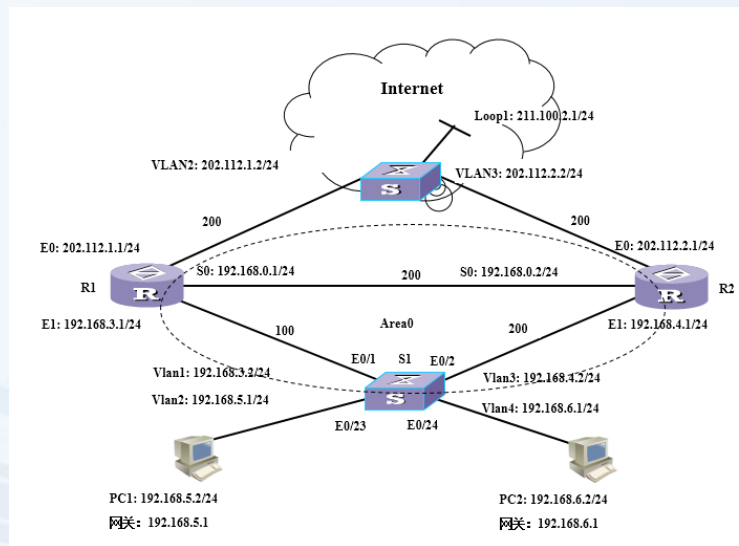 Internet
Loop1: 211.100.2.1/24
VLAN2: 202.112.1.2/24
VLAN3: 202.112.2.2/24
S
200
200
E0: 202.112.1.1/24
E0: 202.112.2.1/24
S0: 192.168.0.1/24
200
S0: 192.168.0.2/24
R1
R
R
R2
E1: 192.168.3.1/24
100
Area0
200
E1: 192.168.4.1/24
E0/1
S1
E0/2
Vlan1: 192.168.3.2/24
Vlan3: 192.168.4.2/24
Vlan2: 192.168.5.1/24
S
Vlan4: 192.168.6.1/24
E0/23
E0/24
PC1: 192.168.5.2/24
PC2: 192.168.6.2/24
网关：192.168.5.1
网关：192.168.6.1